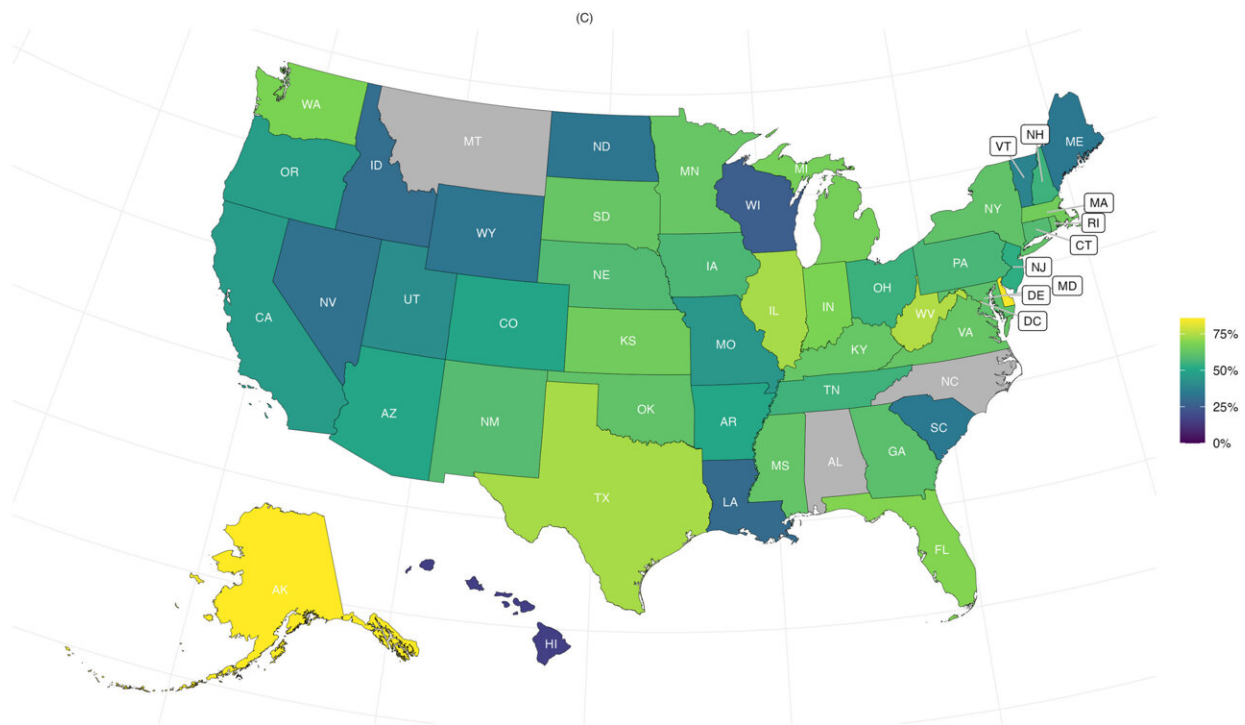 (C)
WA
MT
ND
MN
MI
VT
NH
ME
OR
ID
SD
WI
NY
MA
RI
CT
WY
NE
IA
PA
NJ
MD
DE
DC
NV
UT
CO
IL
IN
OH
WV
VA
CA
KS
MO
KY
NC
AZ
NM
OK
AR
TN
SC
MS
AL
GA
TX
LA
FL
AK
HI
75%
50%
25%
0%